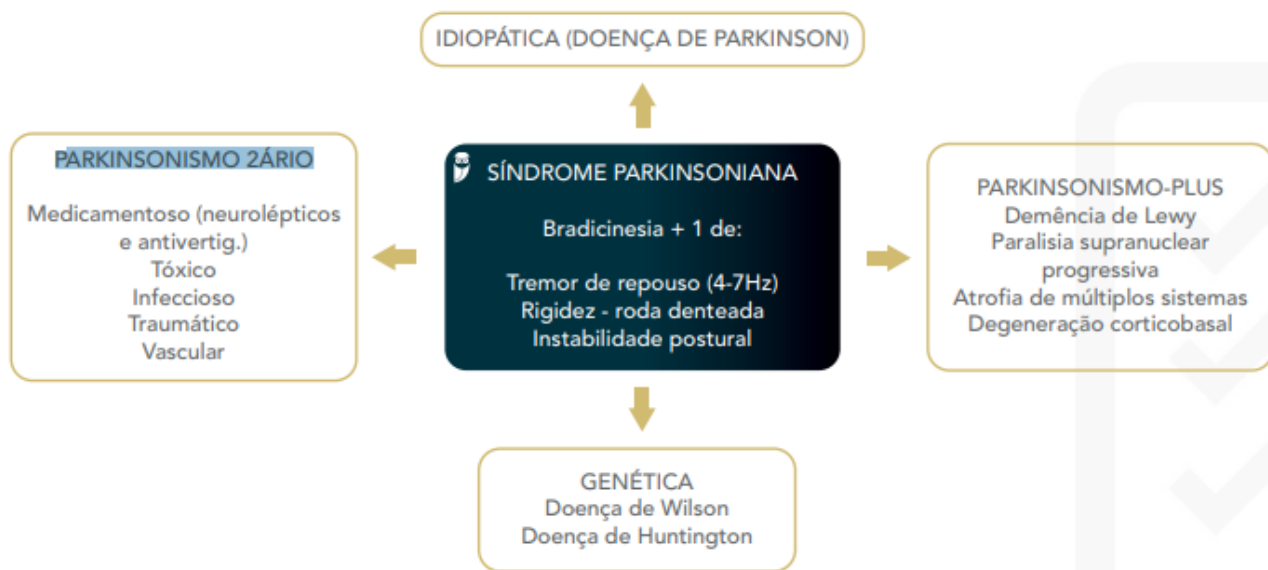 IDIOPÁTICA (DOENÇA DE PARKINSON)
PARKINSONISMO 2ÁRIO
Medicamentoso (neurolépticos
e antivertig.)
Tóxico
Infeccioso
Traumático
Vascular
SÍNDROME PARKINSONIANA
Bradicinesia + 1 de:
Tremor de repouso (4-7Hz)
Rigidez - roda denteada
Instabilidade postural
PARKINSONISMO-PLUS
Demência de Lewy
Paralisia supranuclear
progressiva
Atrofia de múltiplos sistemas
Degeneração corticobasal
GENÉTICA
Doença de Wilson
Doença de Huntington